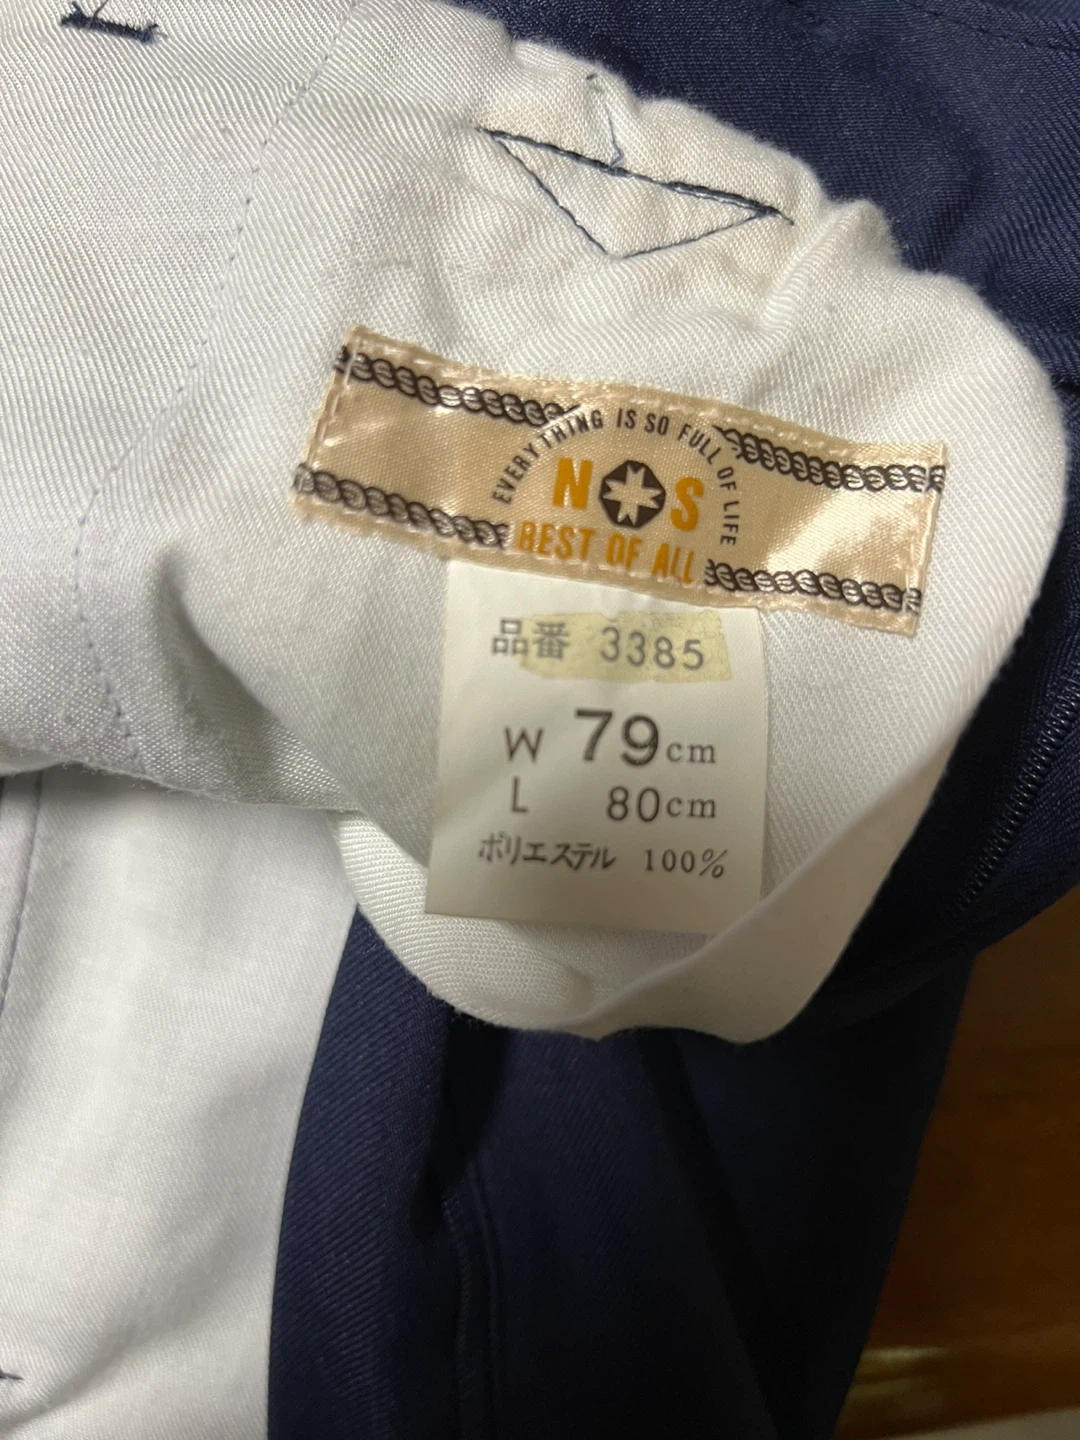 EVERYTHING IS SO FULL OF LIFE
N S
BEST OF ALL
品番 3385
W 79cm
L 80cm
ポリエステル 100%